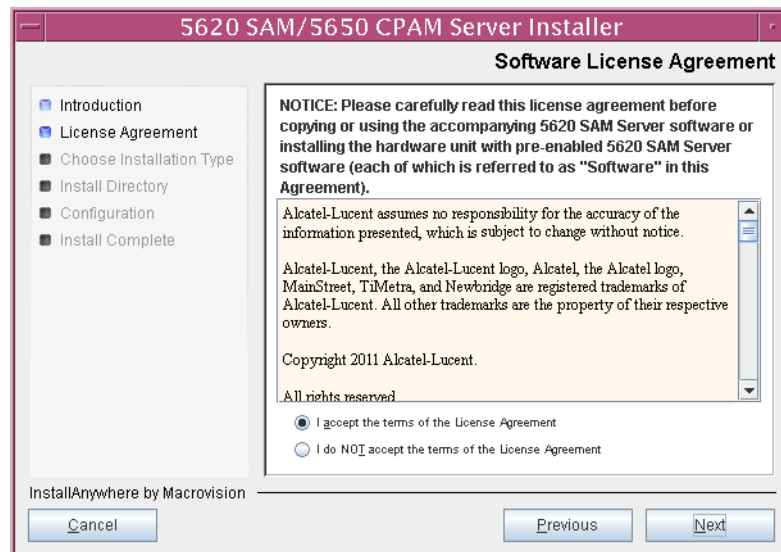 5620 SAM/5650 CPAM Server Installer
Software License Agreement
Introduction
License Agreement
Choose Installation Type
Install Directory
Configuration
Install Complete
NOTICE: Please carefully read this license agreement before
copying or using the accompanying 5620 SAM Server software or
installing the hardware unit with pre-enabled 5620 SAM Server
software (each of which is referred to as "Software" in this
Agreement).
Alcatel-Lucent assumes no responsibility for the accuracy of the
information presented, which is subject to change without notice.
Alcatel-Lucent, the Alcatel-Lucent logo, Alcatel, the Alcatel logo,
MainStreet, TiMetra, and Newbridge are registered trademarks of
Alcatel-Lucent. All other trademarks are the property of their respective
owners.
Copyright 2011 Alcatel-Lucent.
All rights reserved
I accept the terms of the License Agreement
I do NOT accept the terms of the License Agreement
InstallAnywhere by Macrovision
Cancel
Previous
Next